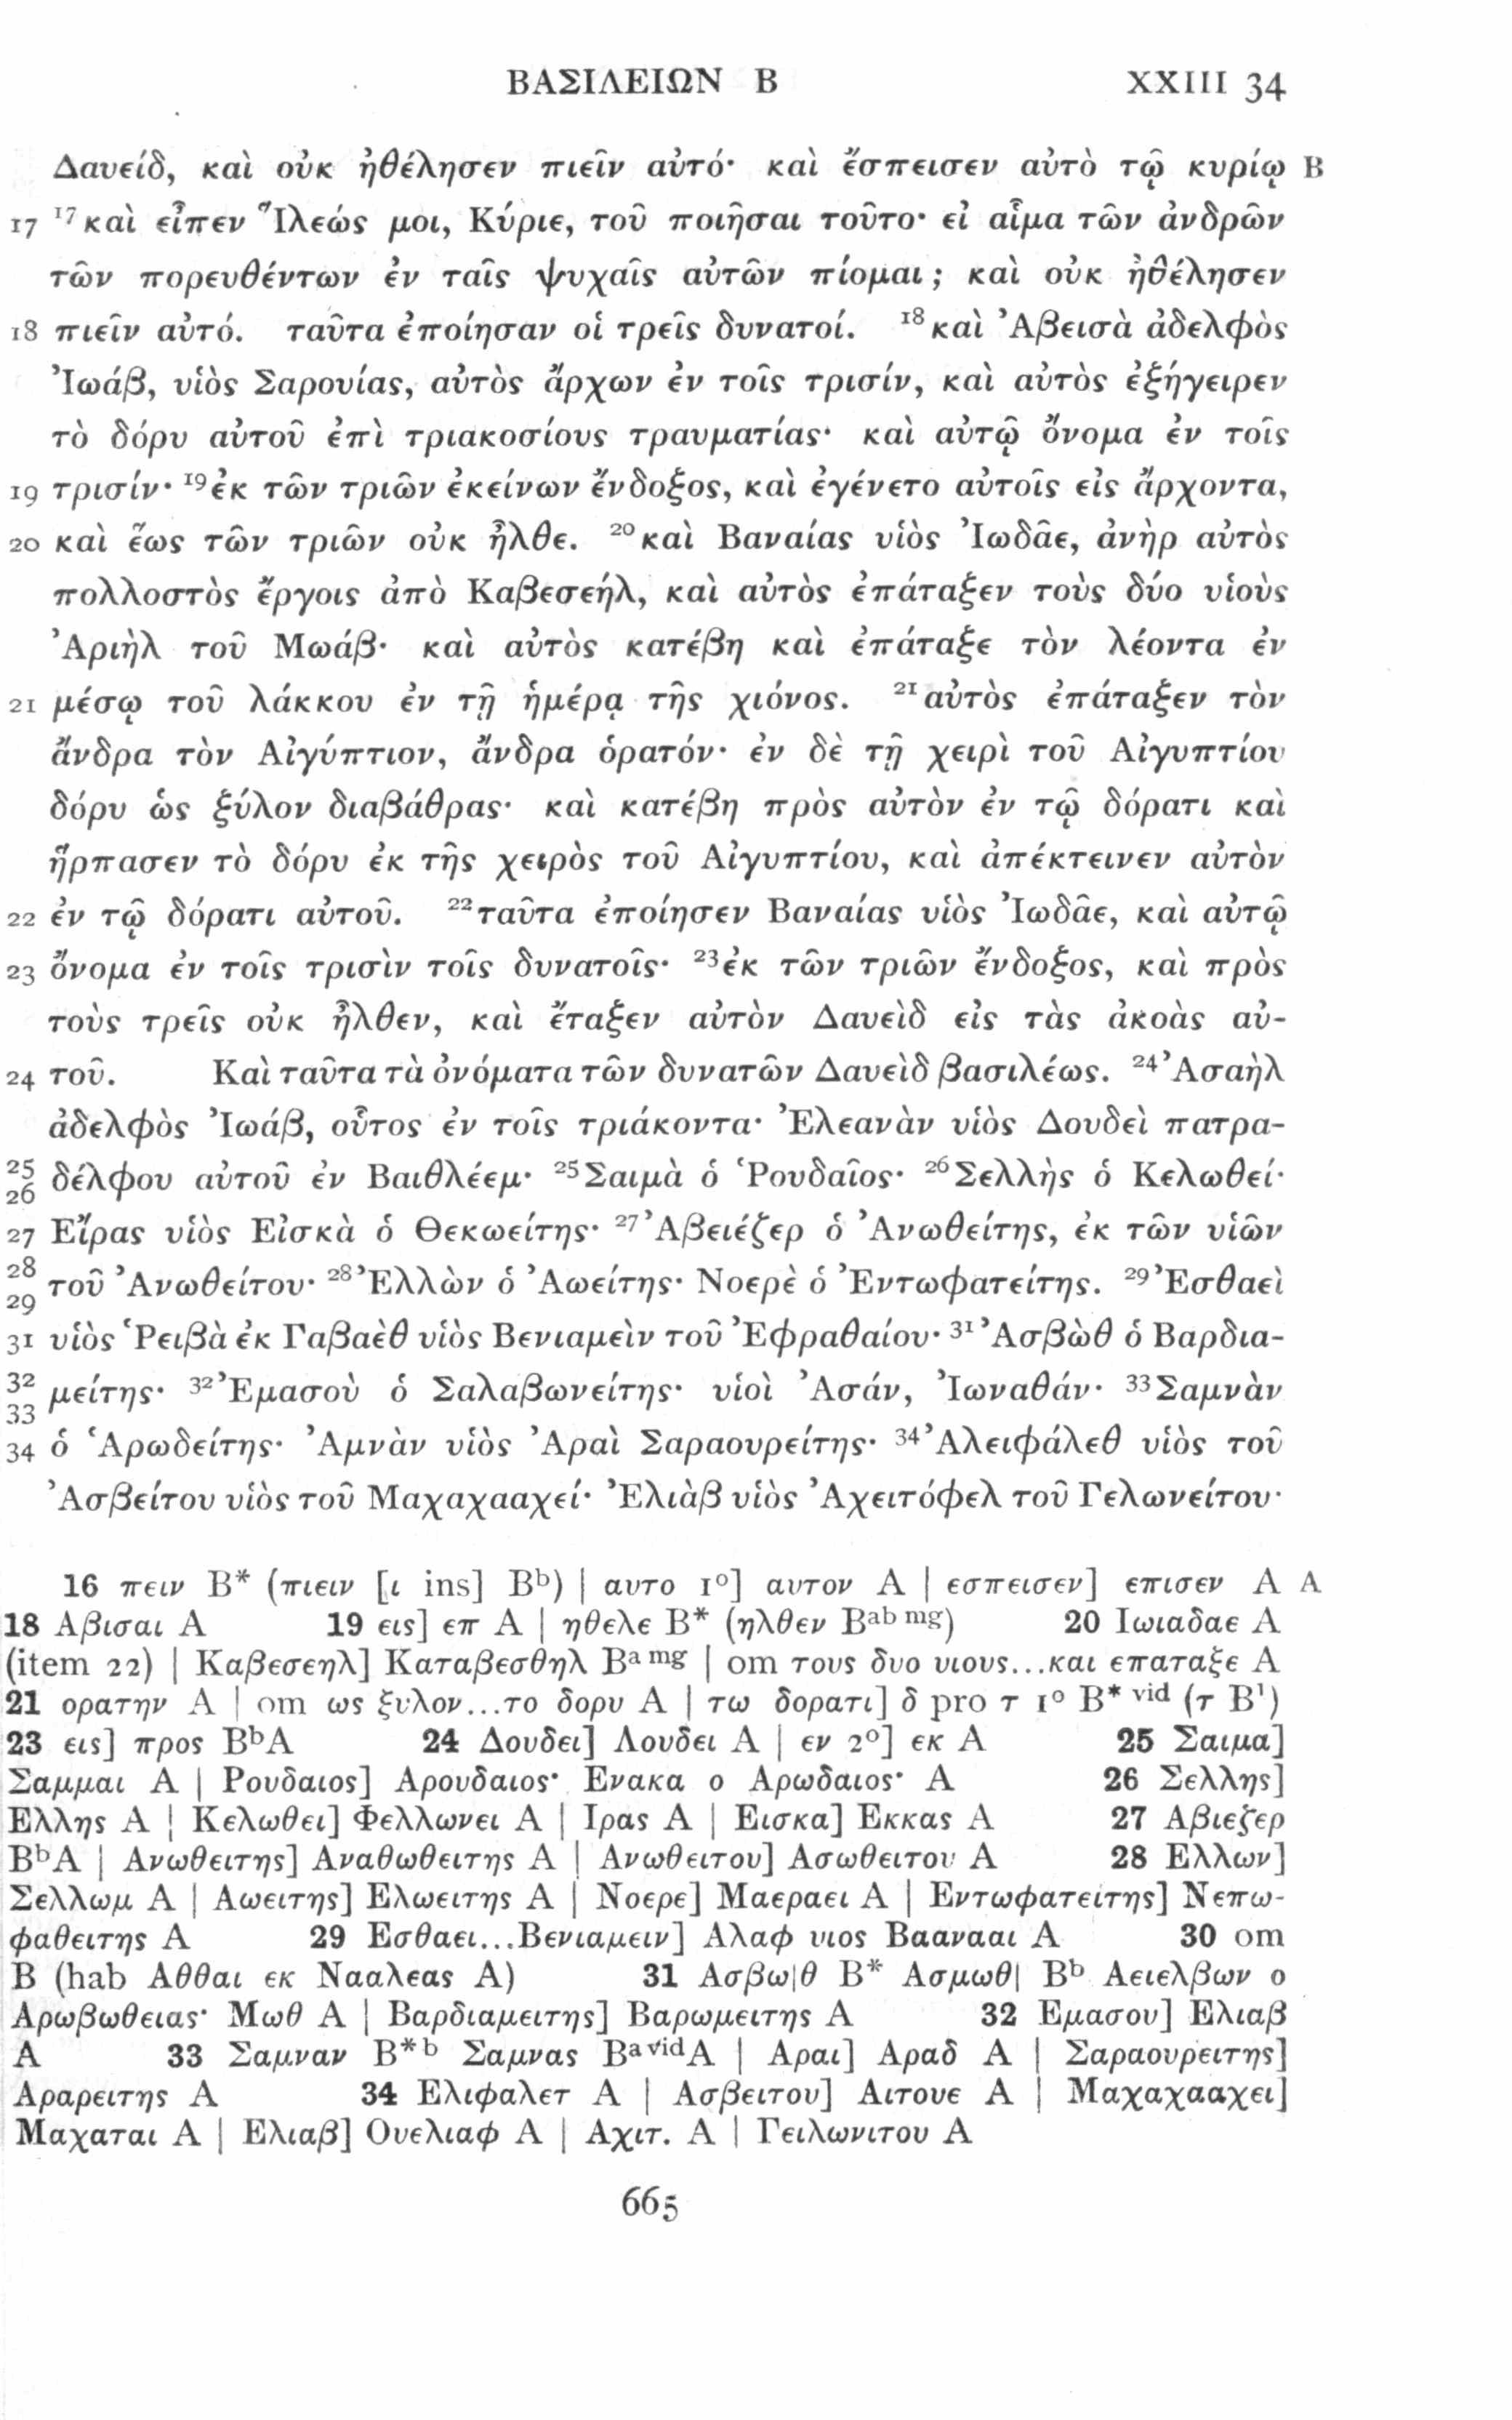 ΒΑΣΙΛΕΙΩΝ Β XXIII 34
Δαυείδ, καὶ οὐκ ἠθέλησεν πιεῖν αὐτό· καὶ ἔσπεισεν αὐτὸ τῷ κυρίῳ B
17 ¹⁷καὶ εἶπεν Ἵλεώς μοι, Κύριε, τοῦ ποιῆσαι τοῦτο· εἰ αἷμα τῶν ἀνδρῶν
τῶν πορευθέντων ἐν ταῖς ψυχαῖς αὐτῶν πίομαι; καὶ οὐκ ἠθέλησεν
18 πιεῖν αὐτό. ταῦτα ἐποίησαν οἱ τρεῖς δυνατοί. ¹⁸καὶ Ἀβεισὰ ἀδελφὸς
Ἰωάβ, υἱὸς Σαρουίας, αὐτὸς ἄρχων ἐν τοῖς τρισίν, καὶ αὐτὸς ἐξήγειρεν
τὸ δόρυ αὐτοῦ ἐπὶ τριακοσίους τραυματίας· καὶ αὐτῷ ὄνομα ἐν τοῖς
19 τρισίν· ¹⁹ἐκ τῶν τριῶν ἐκείνων ἔνδοξος, καὶ ἐγένετο αὐτοῖς εἰς ἄρχοντα,
20 καὶ ἕως τῶν τριῶν οὐκ ἦλθε. ²⁰καὶ Βαναίας υἱὸς Ἰωδᾶε, ἀνὴρ αὐτὸς
πολλοστὸς ἔργοις ἀπὸ Καβεσεήλ, καὶ αὐτὸς ἐπάταξεν τοὺς δύο υἱοὺς
Ἀριὴλ τοῦ Μωάβ· καὶ αὐτὸς κατέβη καὶ ἐπάταξε τὸν λέοντα ἐν
21 μέσῳ τοῦ λάκκου ἐν τῇ ἡμέρᾳ τῆς χιόνος. ²¹αὐτὸς ἐπάταξεν τὸν
ἄνδρα τὸν Αἰγύπτιον, ἄνδρα ὁρατόν· ἐν δὲ τῇ χειρὶ τοῦ Αἰγυπτίου
δόρυ ὡς ξύλον διαβάθρας· καὶ κατέβη πρὸς αὐτὸν ἐν τῷ δόρατι καὶ
ἥρπασεν τὸ δόρυ ἐκ τῆς χειρὸς τοῦ Αἰγυπτίου, καὶ ἀπέκτεινεν αὐτὸν
22 ἐν τῷ δόρατι αὐτοῦ. ²²ταῦτα ἐποίησεν Βαναίας υἱὸς Ἰωδᾶε, καὶ αὐτῷ
23 ὄνομα ἐν τοῖς τρισὶν τοῖς δυνατοῖς· ²³ἐκ τῶν τριῶν ἔνδοξος, καὶ πρὸς
τοὺς τρεῖς οὐκ ἦλθεν, καὶ ἔταξεν αὐτὸν Δαυεὶδ εἰς τὰς ἀκοὰς αὐ-
24 τοῦ. Καὶ ταῦτα τὰ ὀνόματα τῶν δυνατῶν Δαυεὶδ βασιλέως. ²⁴Ἀσαὴλ
ἀδελφὸς Ἰωάβ, οὗτος ἐν τοῖς τριάκοντα· Ἐλεανὰν υἱὸς Δουδεὶ πατρα-
25 26 δέλφου αὐτοῦ ἐν Βαιθλέεμ· ²⁵Σαιμὰ ὁ Ῥουδαῖος· ²⁶Σελλὴς ὁ Κελωθεί·
27 Εἴρας υἱὸς Εἰσκὰ ὁ Θεκωείτης· ²⁷Ἀβειέζερ ὁ Ἀνωθείτης, ἐκ τῶν υἱῶν
28 29 τοῦ Ἀνωθείτου· ²⁸Ἐλλὼν ὁ Ἀωείτης· Νοερὲ ὁ Ἐντωφατείτης. ²⁹Ἐσθαεὶ
31 υἱὸς Ῥειβὰ ἐκ Γαβαὲθ υἱὸς Βενιαμεὶν τοῦ Ἐφραθαίου· ³¹Ἀσβὼθ ὁ Βαρδια-
32 33 μείτης· ³²Ἐμασοὺ ὁ Σαλαβωνείτης· υἱοὶ Ἀσάν, Ἰωναθάν· ³³Σαμνὰν
34 ὁ Ἁρωδείτης· Ἀμνὰν υἱὸς Ἀραὶ Σαραουρείτης· ³⁴Ἀλειφάλεθ υἱὸς τοῦ
Ἀσβείτου υἱὸς τοῦ Μαχαχααχεί· Ἐλιὰβ υἱὸς Ἀχειτόφελ τοῦ Γελωνείτου·
16 πειν B* (πιειν [ι ins] Bᵇ) | αυτο 1°] αυτον A | εσπεισεν] επισεν A A
18 Αβισαι A 19 εις] επ A | ηθελε B* (ηλθεν Bᵃᵇ ᵐᵍ) 20 Ιωιαδαε A
(item 22) | Καβεσεηλ] Καταβεσθηλ Bᵃ ᵐᵍ | om τους δυο υιους...και επαταξε A
21 ορατην A | om ως ξυλον...το δορυ A | τω δορατι] δ pro τ 1° B* ᵛⁱᵈ (τ B¹)
23 εις] προς BᵇA 24 Δουδει] Λουδει A | εν 2°] εκ A 25 Σαιμα]
Σαμμαι A | Ρουδαιος] Αρουδαιος· Ενακα ο Αρωδαιος· A 26 Σελλης]
Ελλης A | Κελωθει] Φελλωνει A | Ιρας A | Εισκα] Εκκας A 27 Αβιεζερ
BᵇA | Ανωθειτης] Αναθωθειτης A | Ανωθειτου] Ασωθειτου A 28 Ελλων]
Σελλωμ A | Αωειτης] Ελωειτης A | Νοερε] Μαεραει A | Εντωφατειτης] Νεπω-
φαθειτης A 29 Εσθαει...Βενιαμειν] Αλαφ υιος Βαανααι A 30 om
B (hab Αθθαι εκ Νααλεας A) 31 Ασβω|θ B* Ασμωθ| Bᵇ Αειελβων ο
Αρωβωθειας· Μωθ A | Βαρδιαμειτης] Βαρωμειτης A 32 Εμασου] Ελιαβ
A 33 Σαμναν B*ᵇ Σαμνας BᵃᵛⁱᵈA | Αραι] Αραδ A | Σαραουρειτης]
Αραρειτης A 34 Ελιφαλετ A | Ασβειτου] Αιτουε A | Μαχαχααχει]
Μαχαται A | Ελιαβ] Ουελιαφ A | Αχιτ. A | Γειλωνιτου A
665